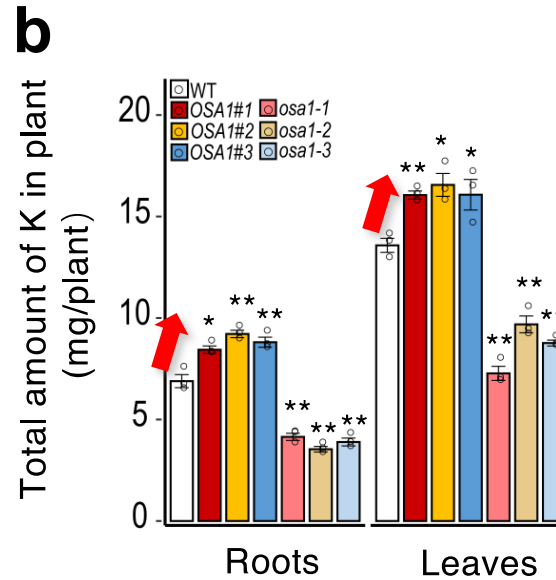 b
Total amount of K in plant
(mg/plant)
20
15
10
5
0
WT
OSA1#1
OSA1#2
OSA1#3
osa1-1
osa1-2
osa1-3
*
**
**
**
**
**
**
*
*
**
**
**
Roots
Leaves